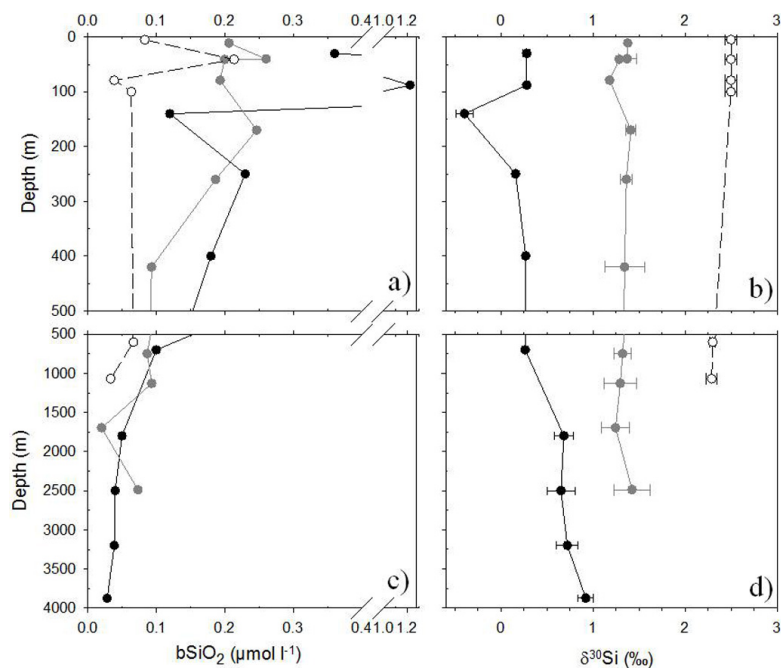 0.0 0.1 0.2 0.3 0.4 1.0 1.2 0 1 2 3
0
100
200
300
400
500
Depth (m)
a)
Depth (m)
b)
500
1000
1500
2000
2500
3000
3500
4000
Depth (m)
c)
d)
0.0 0.1 0.2 0.3 0.4 1.0 1.2 0 1 2 3
bSiO₂ (µmol l⁻¹)
δ³⁰Si (‰)